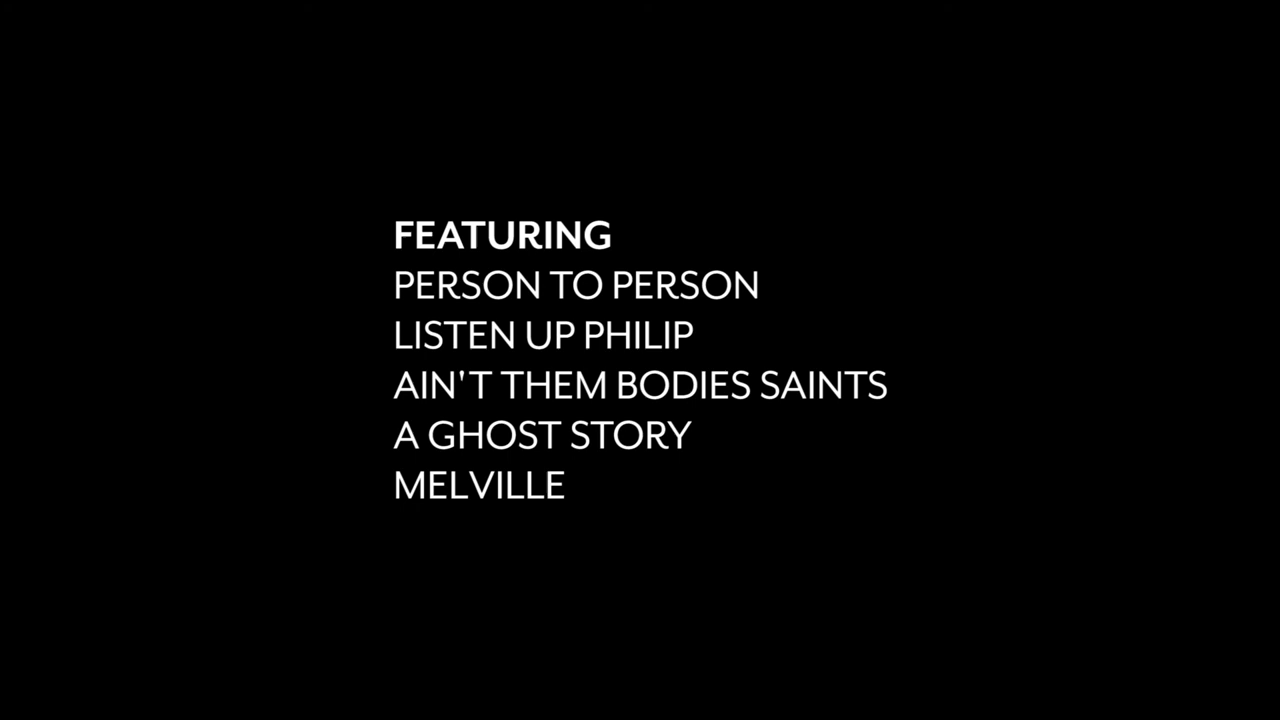 FEATURING
PERSON TO PERSON
LISTEN UP PHILIP
AIN'T THEM BODIES SAINTS
A GHOST STORY
MELVILLE